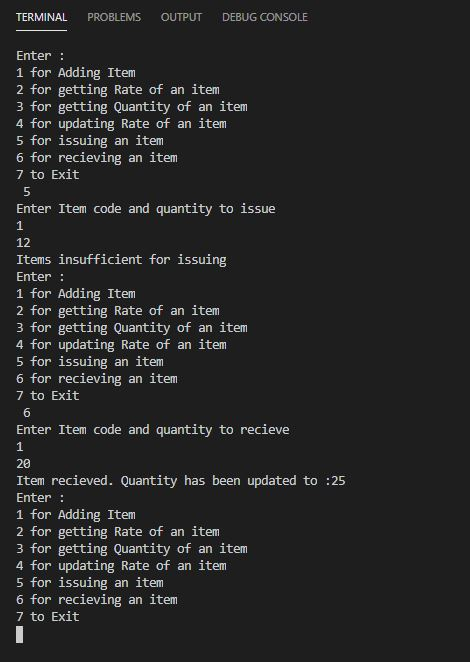 TERMINAL PROBLEMS OUTPUT DEBUG CONSOLE
Enter :
1 for Adding Item
2 for getting Rate of an item
3 for getting Quantity of an item
4 for updating Rate of an item
5 for issuing an item
6 for recieving an item
7 to Exit
5
Enter Item code and quantity to issue
1
12
Items insufficient for issuing
Enter :
1 for Adding Item
2 for getting Rate of an item
3 for getting Quantity of an item
4 for updating Rate of an item
5 for issuing an item
6 for recieving an item
7 to Exit
6
Enter Item code and quantity to recieve
1
20
Item recieved. Quantity has been updated to :25
Enter :
1 for Adding Item
2 for getting Rate of an item
3 for getting Quantity of an item
4 for updating Rate of an item
5 for issuing an item
6 for recieving an item
7 to Exit